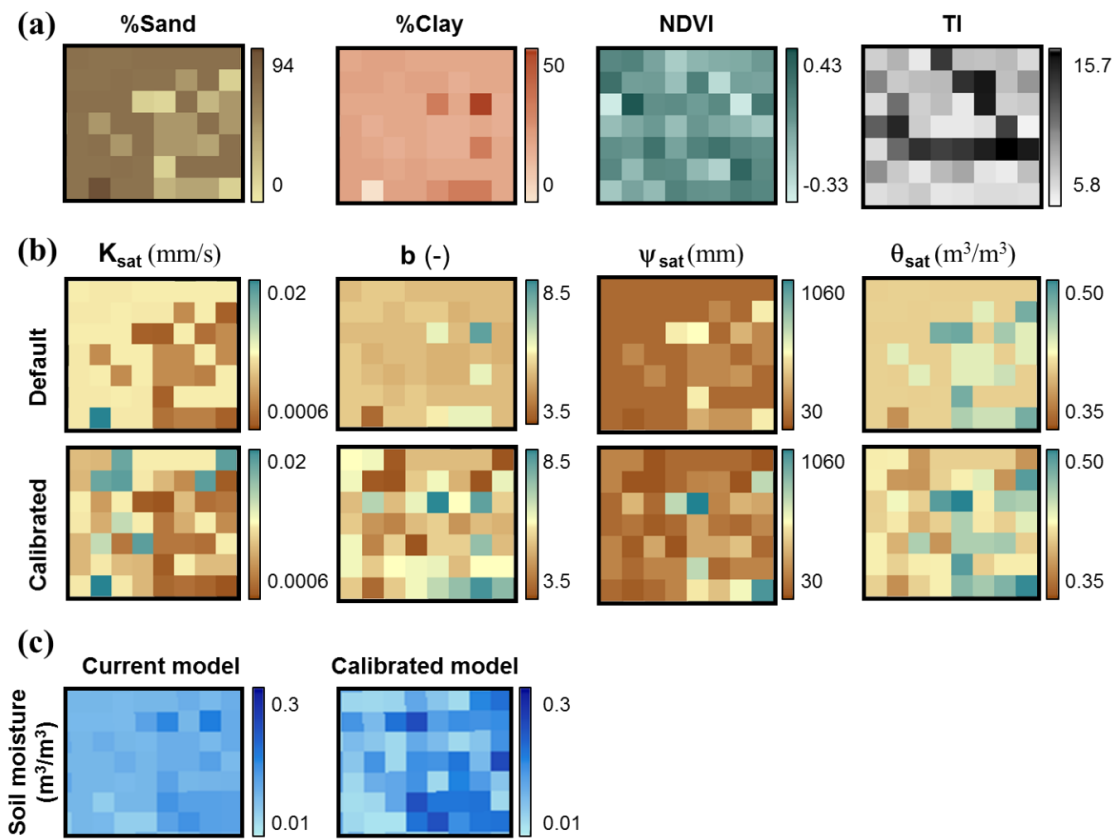 (a)
%Sand %Clay NDVI TI
94 50 0.43 15.7
0 0 -0.33 5.8
(b)
Ksat (mm/s) b (-) ψsat (mm) θsat (m³/m³)
Default
0.02 8.5 1060 0.50
0.0006 3.5 30 0.35
Calibrated
0.02 8.5 1060 0.50
0.0006 3.5 30 0.35
(c)
Current model Calibrated model
Soil moisture
(m³/m³)
0.3 0.3
0.01 0.01